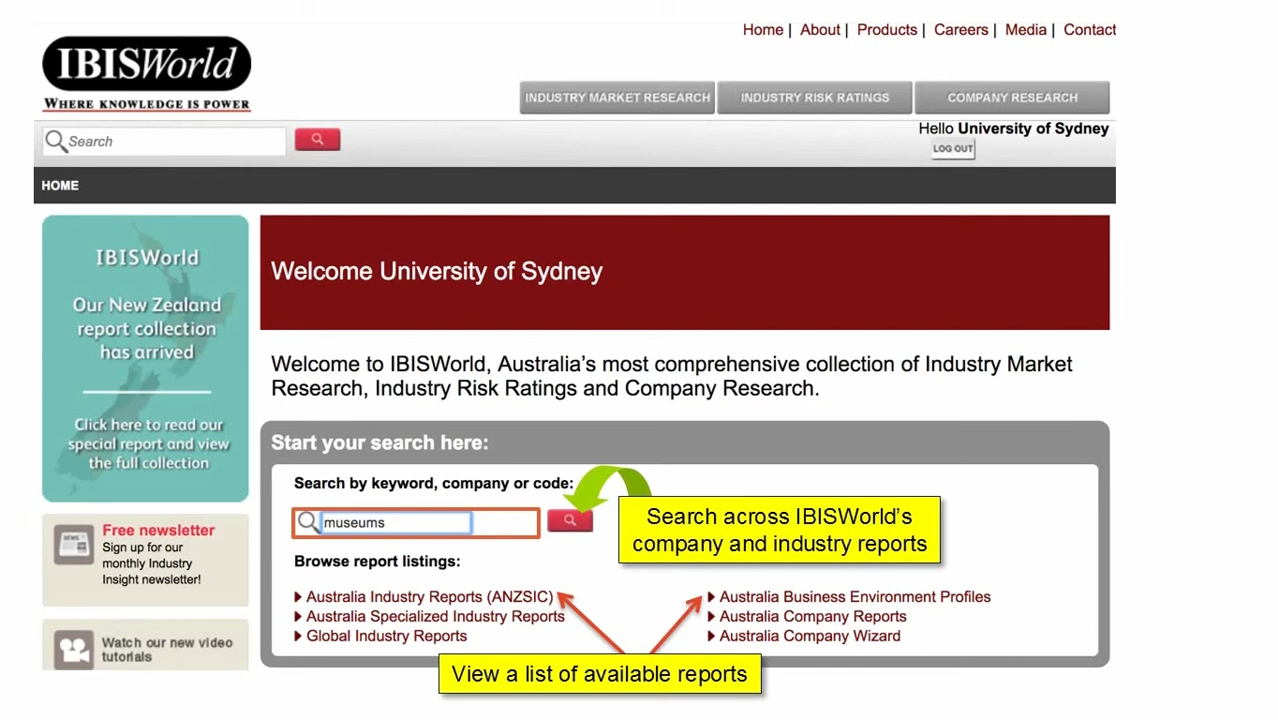 Home | About | Products | Careers | Media | Contact
IBISWorld
WHERE KNOWLEDGE IS POWER
INDUSTRY MARKET RESEARCH
INDUSTRY RISK RATINGS
COMPANY RESEARCH
Search
Hello University of Sydney
LOG OUT
HOME
IBISWorld
Our New Zealand
report collection
has arrived
Click here to read our
special report and view
the full collection
Free newsletter
Sign up for our
monthly Industry
Insight newsletter!
NEWS
Watch our new video
tutorials
Welcome University of Sydney
Welcome to IBISWorld, Australia's most comprehensive collection of Industry Market
Research, Industry Risk Ratings and Company Research.
Start your search here:
Search by keyword, company or code:
museums
Search across IBISWorld's
company and industry reports
Browse report listings:
Australia Industry Reports (ANZSIC)
Australia Specialized Industry Reports
Global Industry Reports
Australia Business Environment Profiles
Australia Company Reports
Australia Company Wizard
View a list of available reports